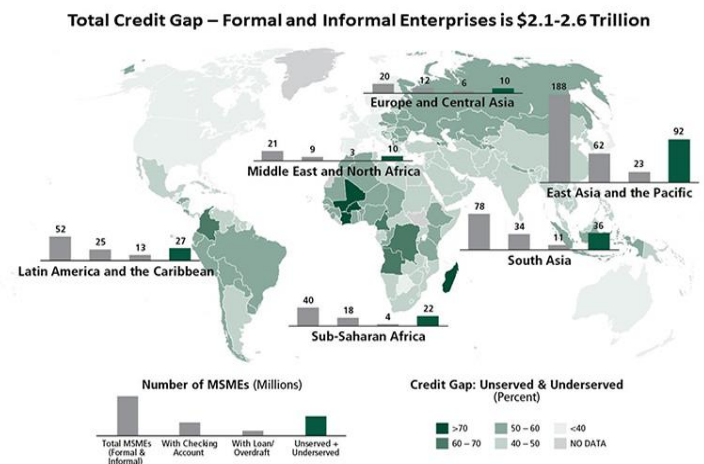 Total Credit Gap – Formal and Informal Enterprises is $2.1-2.6 Trillion
20 12 6 10
Europe and Central Asia
188 62 23 92
East Asia and the Pacific
21 9 3 10
Middle East and North Africa
78 34 11 36
South Asia
52 25 13 27
Latin America and the Caribbean
40 18 4 22
Sub-Saharan Africa
Number of MSMEs (Millions)
Total MSMEs
(Formal &
Informal)
With Checking
Account
With Loan/
Overdraft
Unserved +
Underserved
Credit Gap: Unserved & Underserved
(Percent)
>70
50 – 60
<40
60 – 70
40 – 50
NO DATA